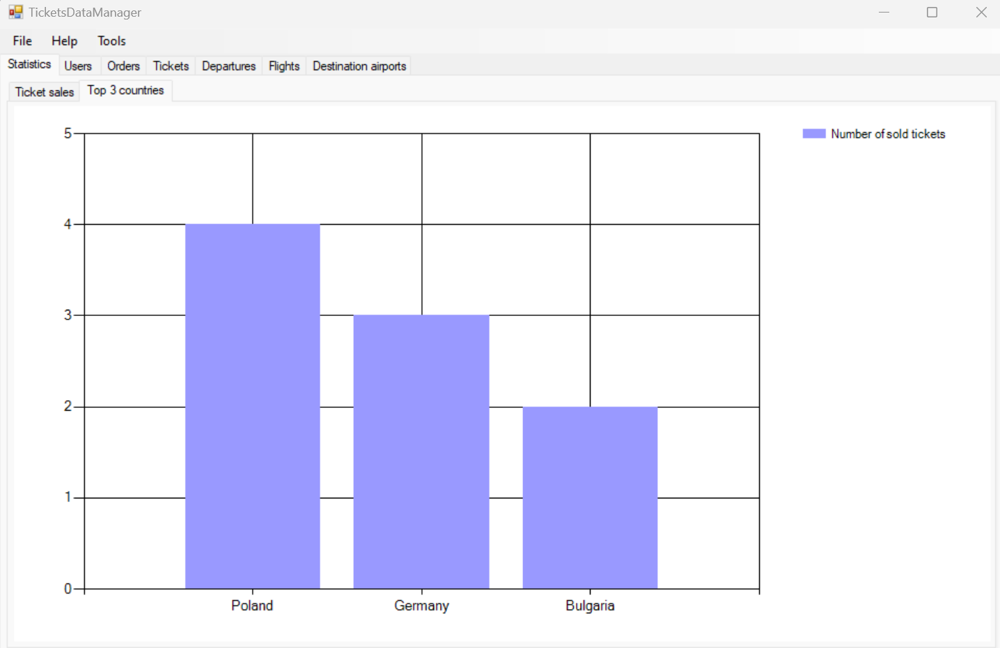 TicketsDataManager
File Help Tools
Statistics Users Orders Tickets Departures Flights Destination airports
Ticket sales Top 3 countries
Number of sold tickets
5
4
3
2
1
0
Poland Germany Bulgaria